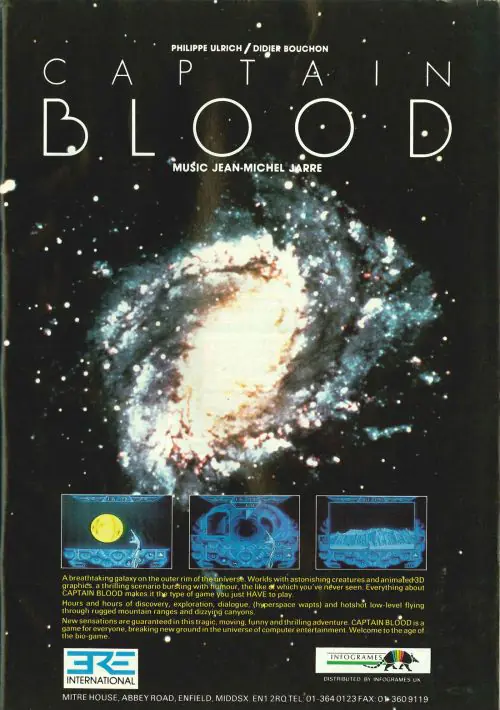 PHILIPPE ULRICH / DIDIER BOUCHON
CAPTAIN
BLOOD
MUSIC JEAN-MICHEL JARRE
A breathtaking galaxy on the outer rim of the universe. Worlds with astonishing creatures and animated 3D
graphics. a thrilling scenario bursting with humour, the like of which you've never seen. Everything about
CAPTAIN BLOOD makes it the type of game you just HAVE to play.
Hours and hours of discovery, exploration, dialogue, (hyperspace wapts) and hotshot low-level flying
through rugged mountain ranges and dizzying canyons.
New sensations are guaranteed in this tragic, moving, funny and thrilling adventure. CAPTAIN BLOOD is a
game for everyone, breaking new ground in the universe of computer entertainment. Welcome to the age of
the bio-game.
ERE
INTERNATIONAL
INFOGRAMES
DISTRIBUTED BY INFOGRAMES UK
MITRE HOUSE, ABBEY ROAD, ENFIELD, MIDDSX. EN1 2RQ TEL. 01-364 0123 FAX: 01-360 9119